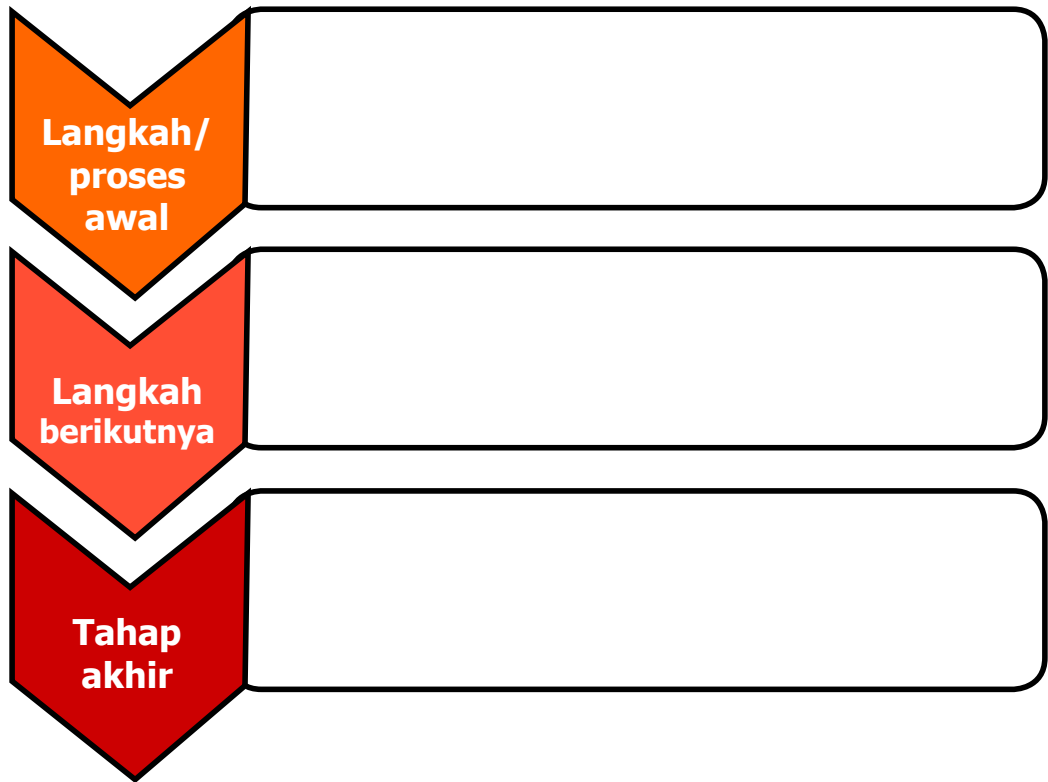 Langkah/
proses
awal
Langkah
berikutnya
Tahap
akhir